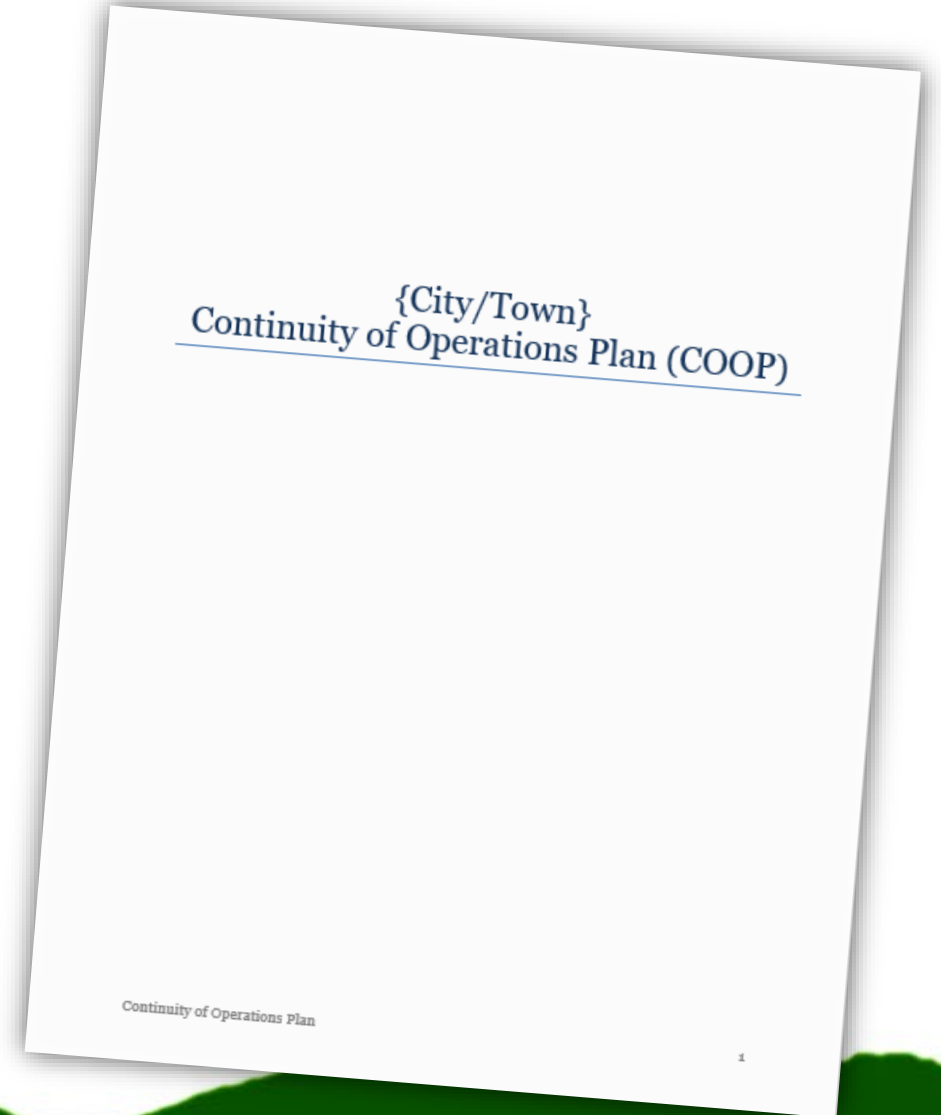 {City/Town}
Continuity of Operations Plan (COOP)
Continuity of Operations Plan
1